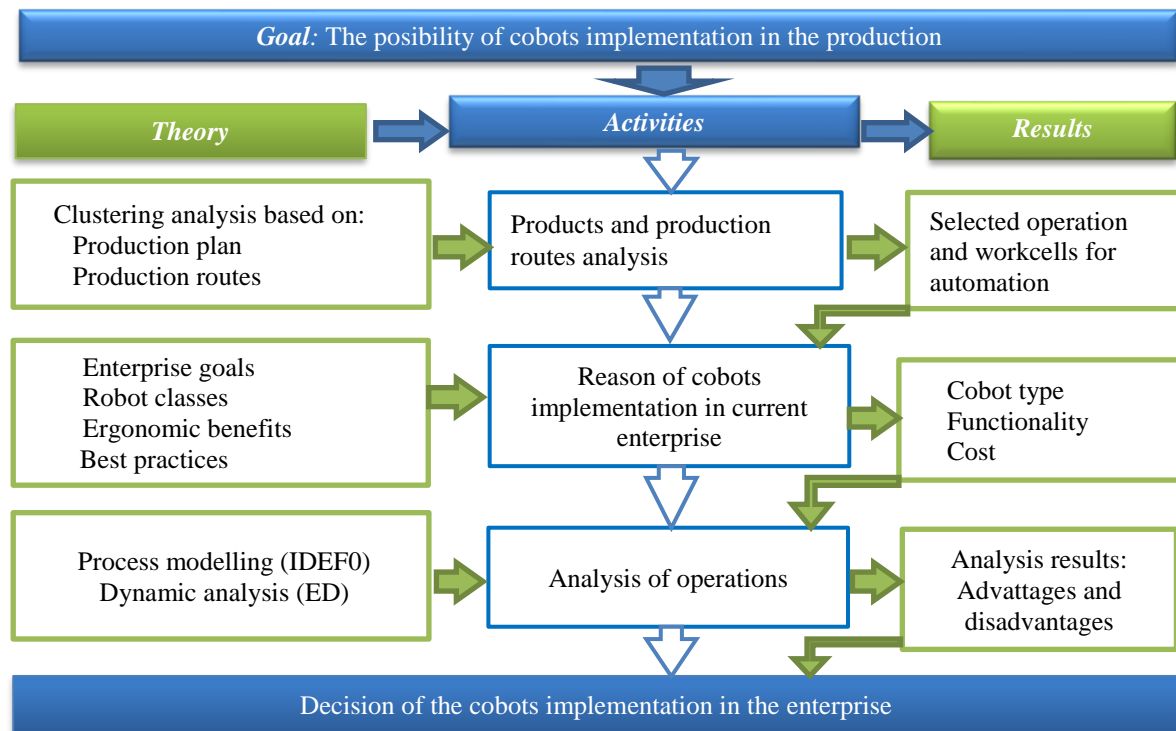 Goal: The posibility of cobots implementation in the production
Theory
Activities
Results
Clustering analysis based on:
Production plan
Production routes
Products and production
routes analysis
Selected operation
and workcells for
automation
Enterprise goals
Robot classes
Ergonomic benefits
Best practices
Reason of cobots
implementation in current
enterprise
Cobot type
Functionality
Cost
Process modelling (IDEF0)
Dynamic analysis (ED)
Analysis of operations
Analysis results:
Advattages and
disadvantages
Decision of the cobots implementation in the enterprise